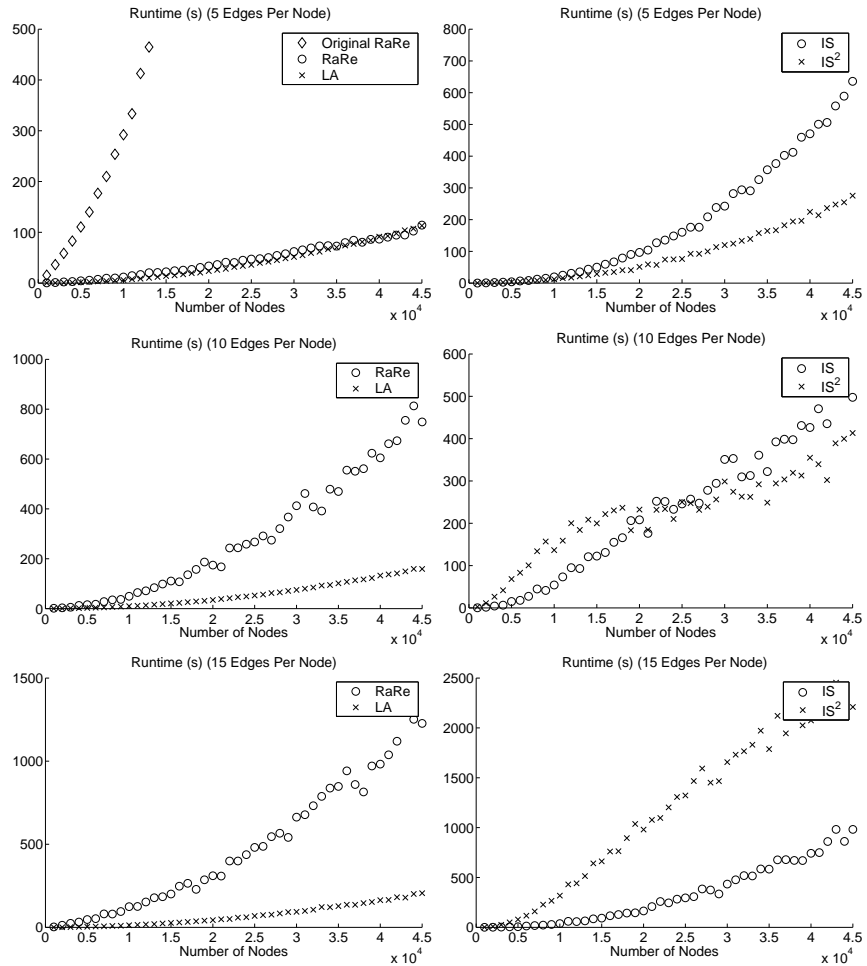 Runtime (s) (5 Edges Per Node)
500
400
300
200
100
0
0 0.5 1 1.5 2 2.5 3 3.5 4 4.5
Number of Nodes
x 10^4
Original RaRe
RaRe
LA
Runtime (s) (5 Edges Per Node)
800
700
600
500
400
300
200
100
0
0 0.5 1 1.5 2 2.5 3 3.5 4 4.5
Number of Nodes
x 10^4
IS
IS^2
Runtime (s) (10 Edges Per Node)
1000
800
600
400
200
0
0 0.5 1 1.5 2 2.5 3 3.5 4 4.5
Number of Nodes
x 10^4
RaRe
LA
Runtime (s) (10 Edges Per Node)
600
500
400
300
200
100
0
0 0.5 1 1.5 2 2.5 3 3.5 4 4.5
Number of Nodes
x 10^4
IS
IS^2
Runtime (s) (15 Edges Per Node)
1500
1000
500
0
0 0.5 1 1.5 2 2.5 3 3.5 4 4.5
Number of Nodes
x 10^4
RaRe
LA
Runtime (s) (15 Edges Per Node)
2500
2000
1500
1000
500
0
0 0.5 1 1.5 2 2.5 3 3.5 4 4.5
Number of Nodes
x 10^4
IS
IS^2